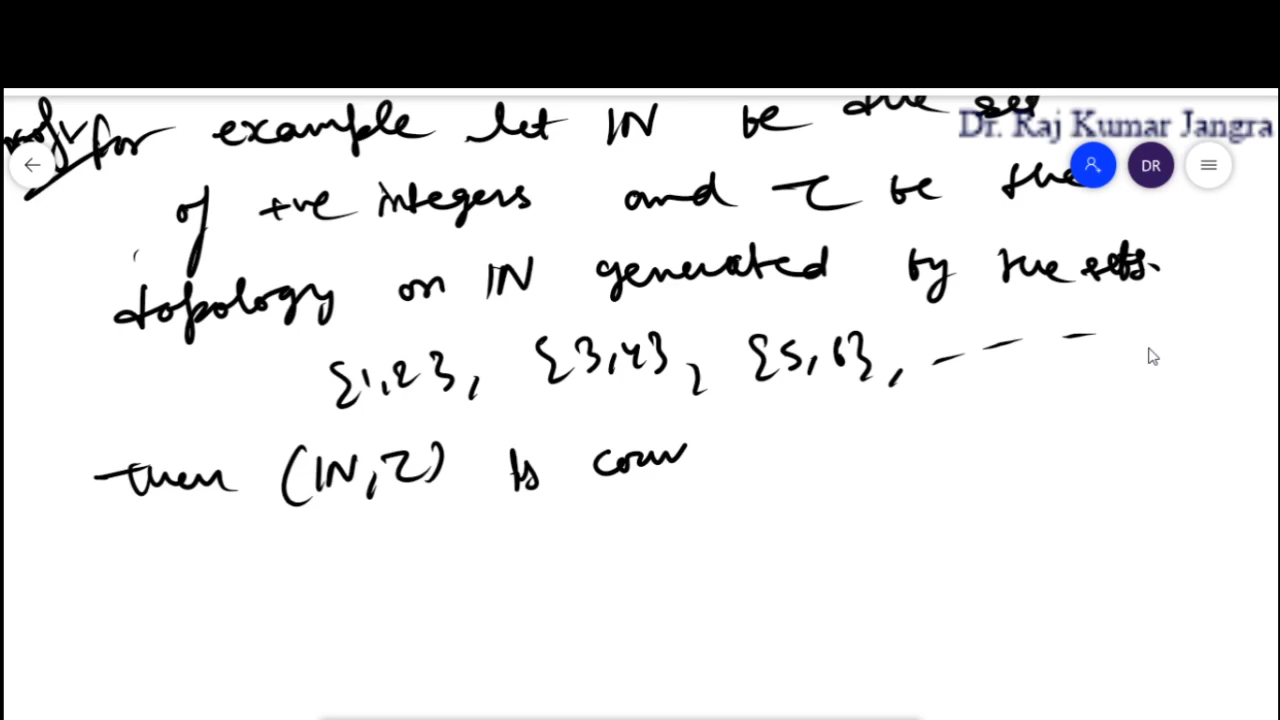 for example let IN be the set
Dr. Raj Kumar Jangra
DR
of +ve integers and τ be the
topology on IN generated by the sets.
{1,2}, {3,4}, {5,6}, - - -
then (IN, τ) is coun